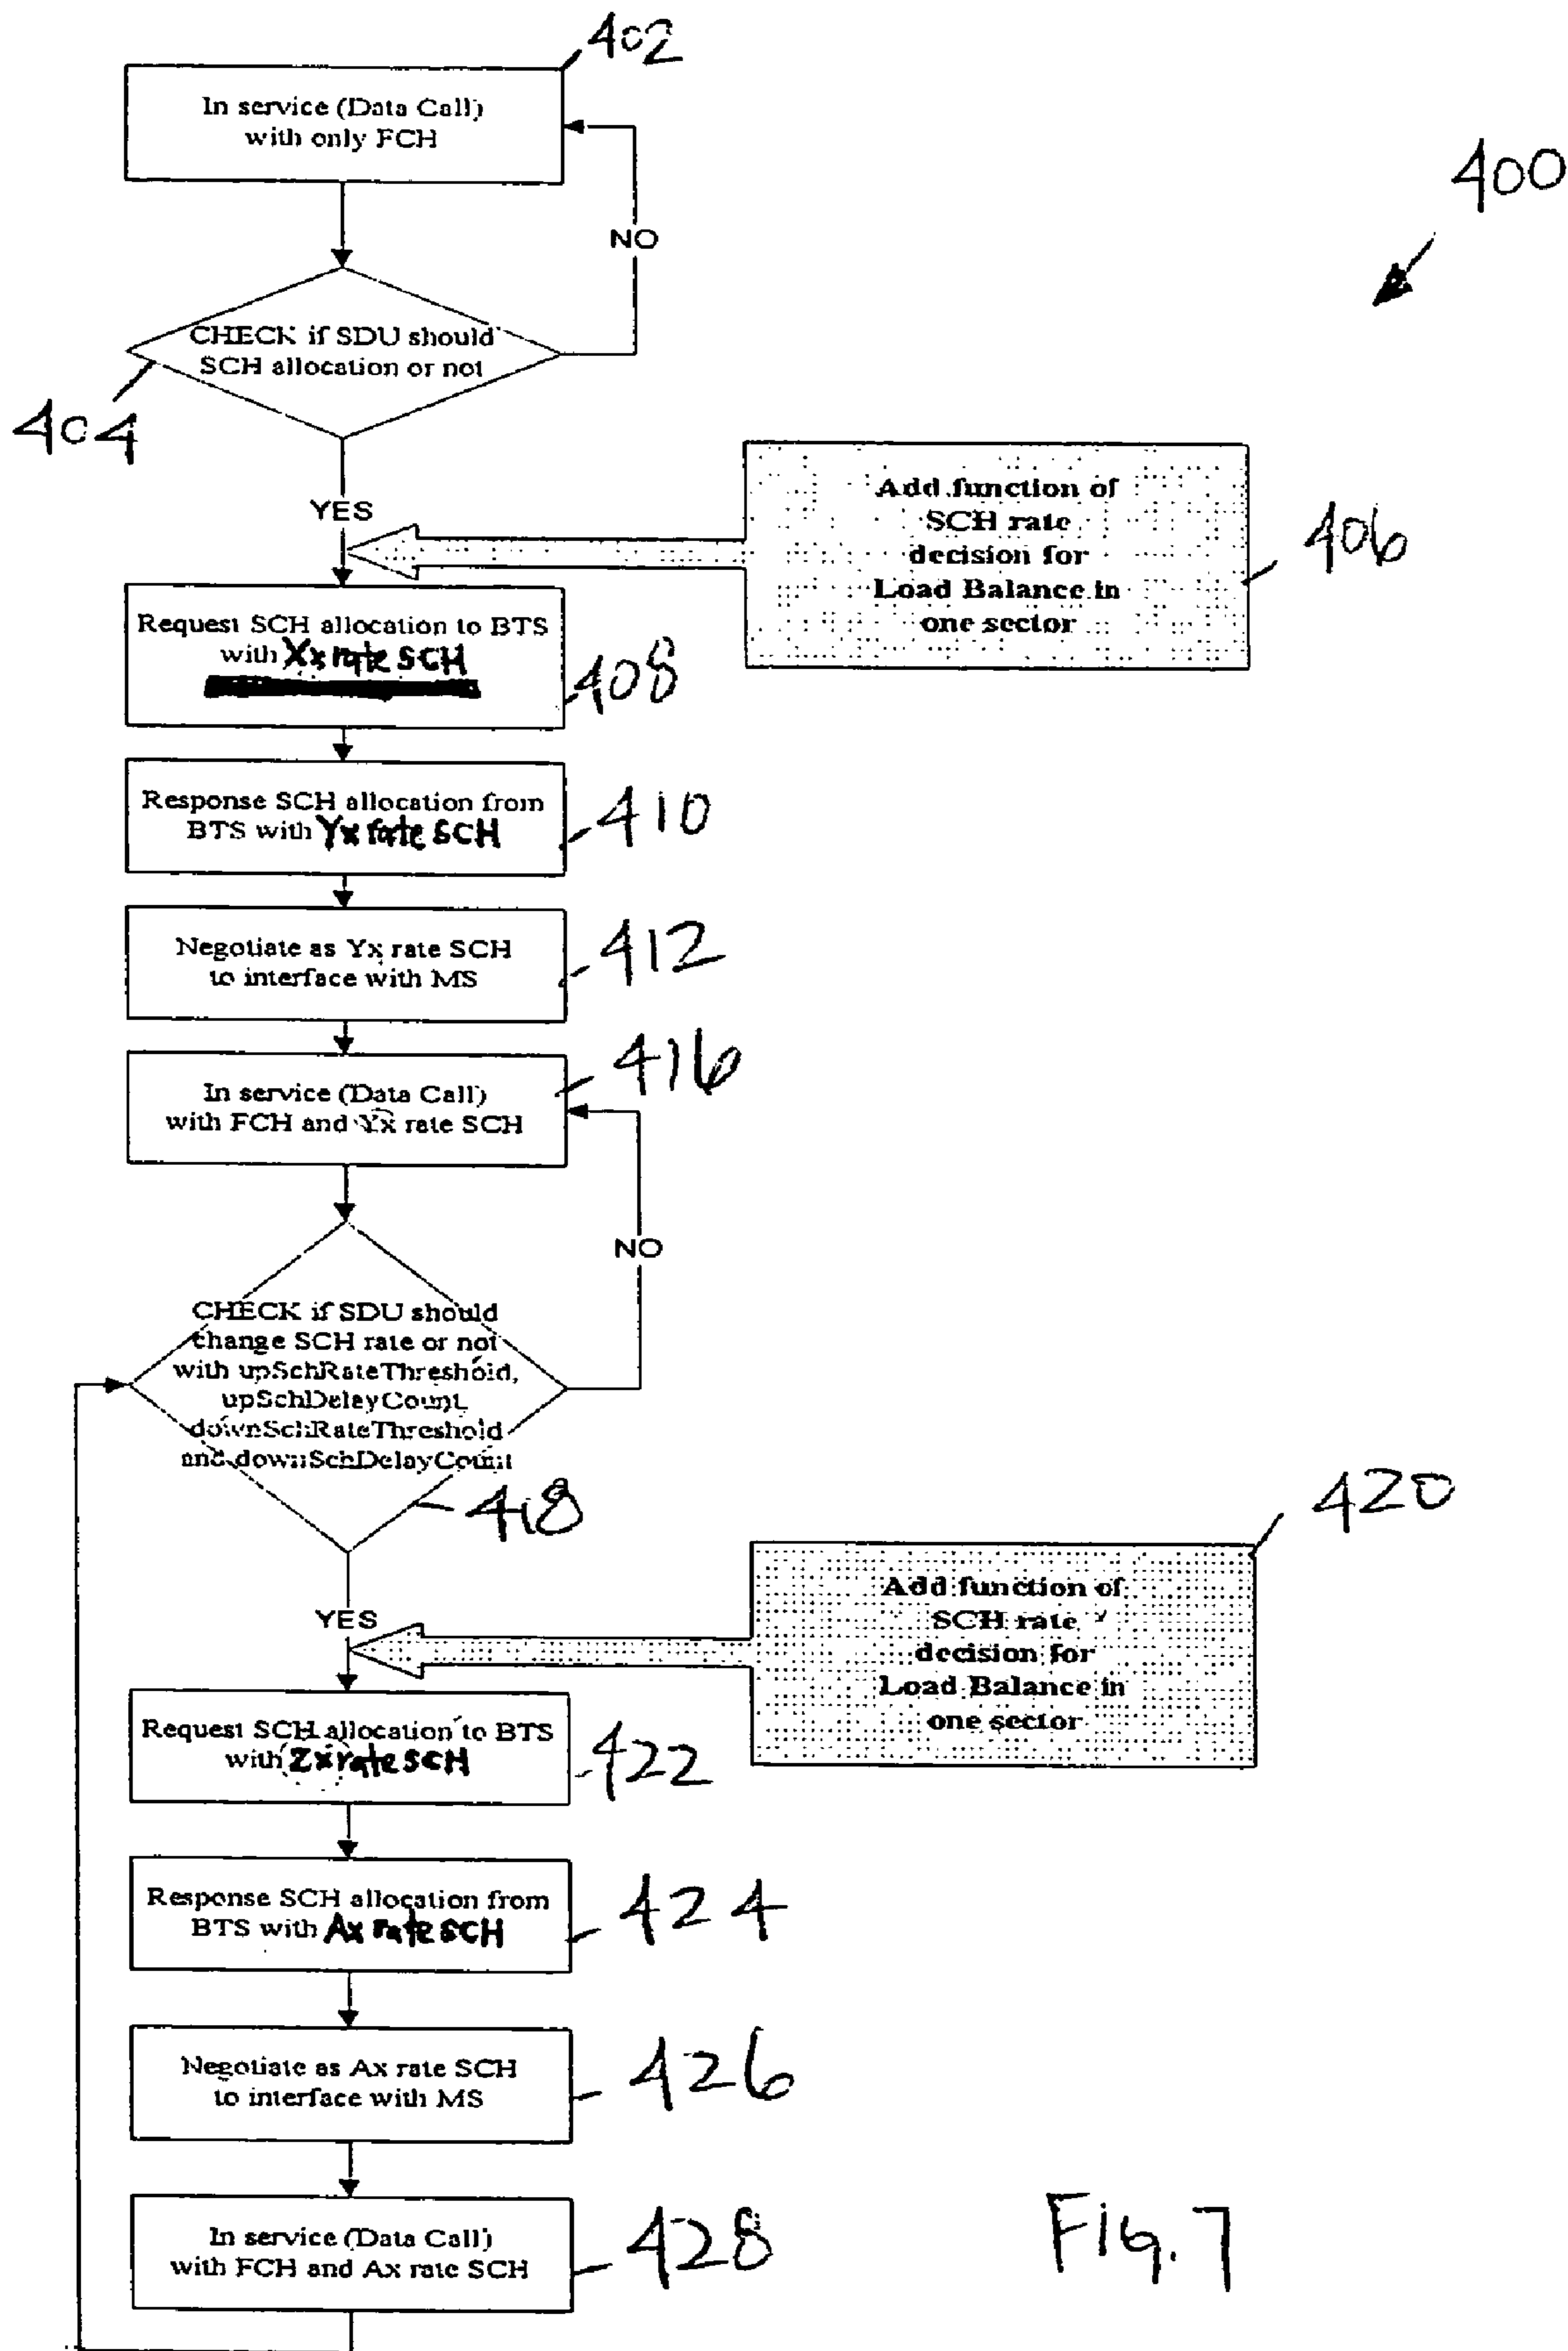 402
In service (Data Call)
with only FCH
400
NO
CHECK if SDU should
SCH allocation or not
404
YES
Add function of
SCH rate
decision for
Load Balance in
one sector
406
Request SCH allocation to BTS
with Xx rate SCH
408
Response SCH allocation from
BTS with Yx rate SCH
410
Negotiate as Yx rate SCH
to interface with MS
412
416
In service (Data Call)
with FCH and Yx rate SCH
NO
CHECK if SDU should
change SCH rate or not
with upSchRateThreshold,
upSchDelayCount,
downSchRateThreshold
and downSchDelayCount
418
YES
420
Add function of
SCH rate
decision for
Load Balance in
one sector
Request SCH allocation to BTS
with Zx rate SCH
422
Response SCH allocation from
BTS with Ax rate SCH
424
Negotiate as Ax rate SCH
to interface with MS
426
In service (Data Call)
with FCH and Ax rate SCH
428
FIG. 7